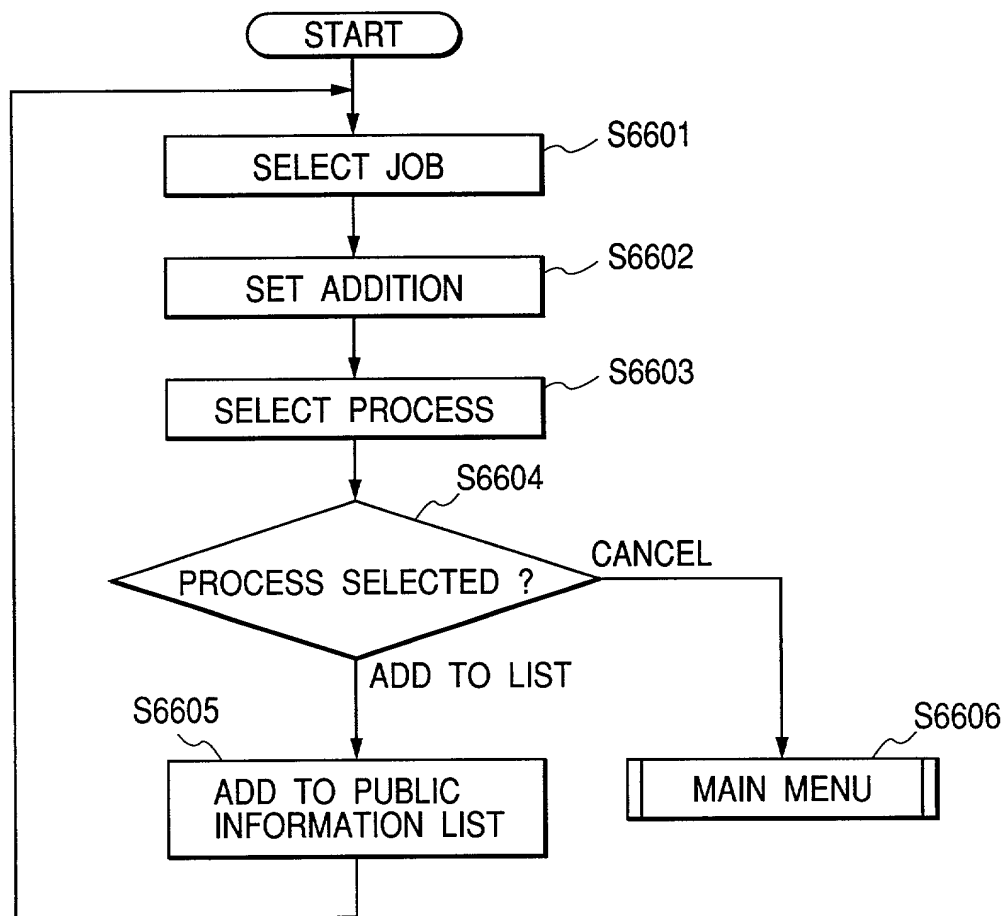 START
SELECT JOB
S6601
SET ADDITION
S6602
SELECT PROCESS
S6603
S6604
PROCESS SELECTED ?
CANCEL
ADD TO LIST
S6605
ADD TO PUBLIC
INFORMATION LIST
S6606
MAIN MENU